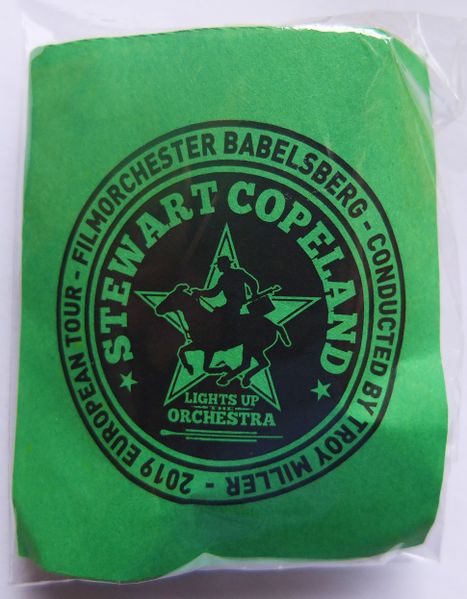 2019 EUROPEAN TOUR - FILMORCHESTER BABELSBERG - CONDUCTED BY TROY MILLER -
STEWART COPELAND
LIGHTS UP
THE
ORCHESTRA